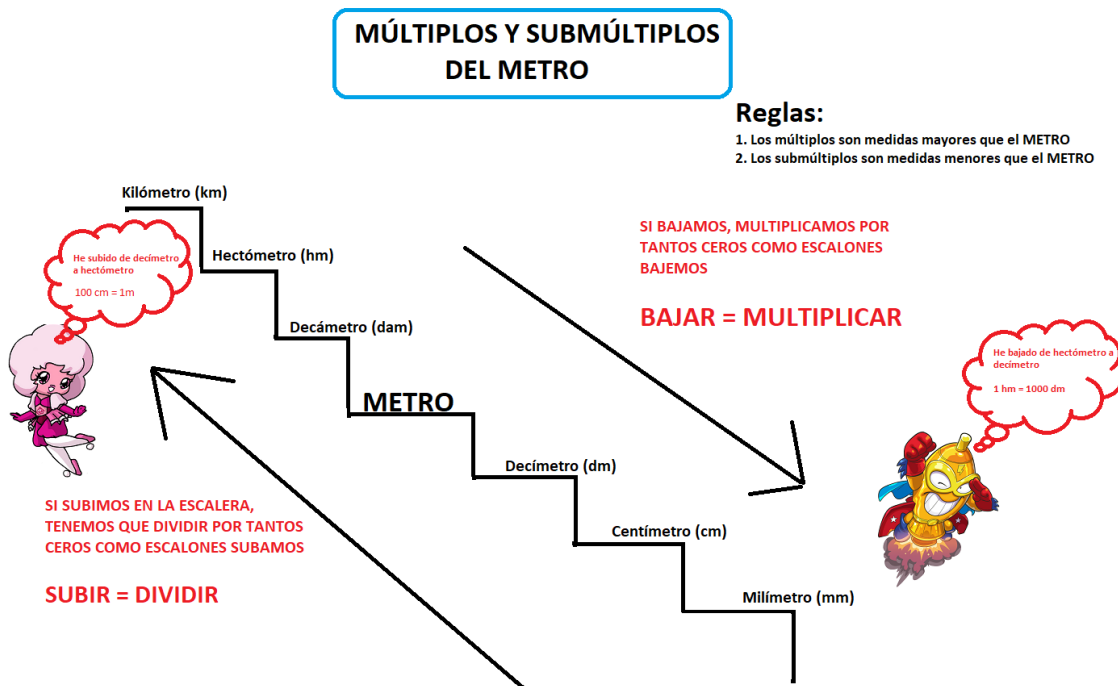 MÚLTIPLOS Y SUBMÚLTIPLOS
DEL METRO
Reglas:
1. Los múltiplos son medidas mayores que el METRO
2. Los submúltiplos son medidas menores que el METRO
Kilómetro (km)
He subido de decímetro
a hectómetro
100 cm = 1m
Hectómetro (hm)
SI BAJAMOS, MULTIPLICAMOS POR
TANTOS CEROS COMO ESCALONES
BAJEMOS
BAJAR = MULTIPLICAR
Decámetro (dam)
He bajado de hectómetro a
decímetro
1 hm = 1000 dm
METRO
Decímetro (dm)
SI SUBIMOS EN LA ESCALERA,
TENEMOS QUE DIVIDIR POR TANTOS
CEROS COMO ESCALONES SUBAMOS
SUBIR = DIVIDIR
Centímetro (cm)
Milímetro (mm)